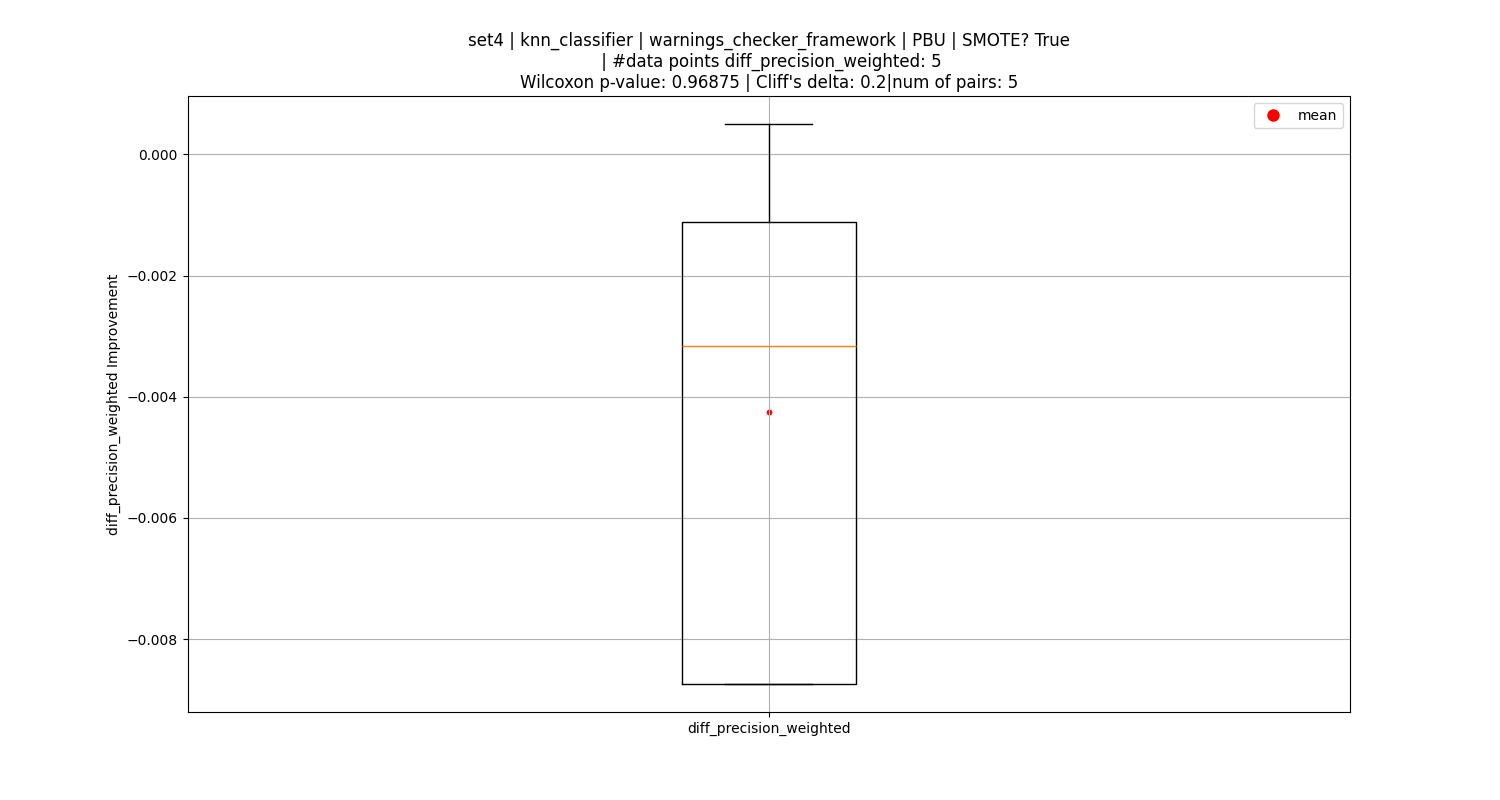 set4 | knn_classifier | warnings_checker_framework | PBU | SMOTE? True
| #data points diff_precision_weighted: 5
Wilcoxon p-value: 0.96875 | Cliff's delta: 0.2|num of pairs: 5
mean
0.000
−0.002
−0.004
−0.006
−0.008
diff_precision_weighted Improvement
diff_precision_weighted